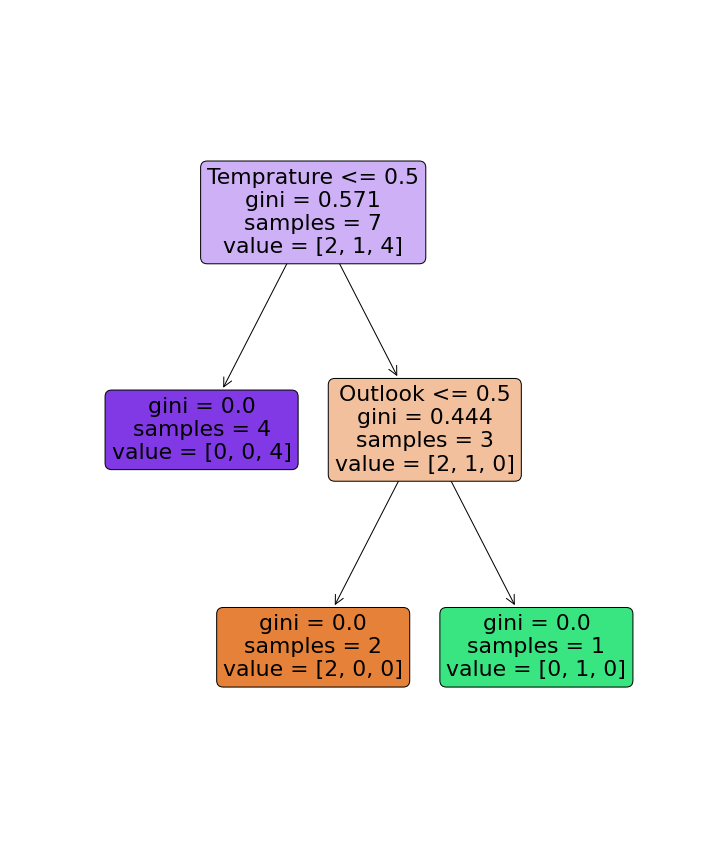 Temprature <= 0.5
gini = 0.571
samples = 7
value = [2, 1, 4]
gini = 0.0
samples = 4
value = [0, 0, 4]
Outlook <= 0.5
gini = 0.444
samples = 3
value = [2, 1, 0]
gini = 0.0
samples = 2
value = [2, 0, 0]
gini = 0.0
samples = 1
value = [0, 1, 0]